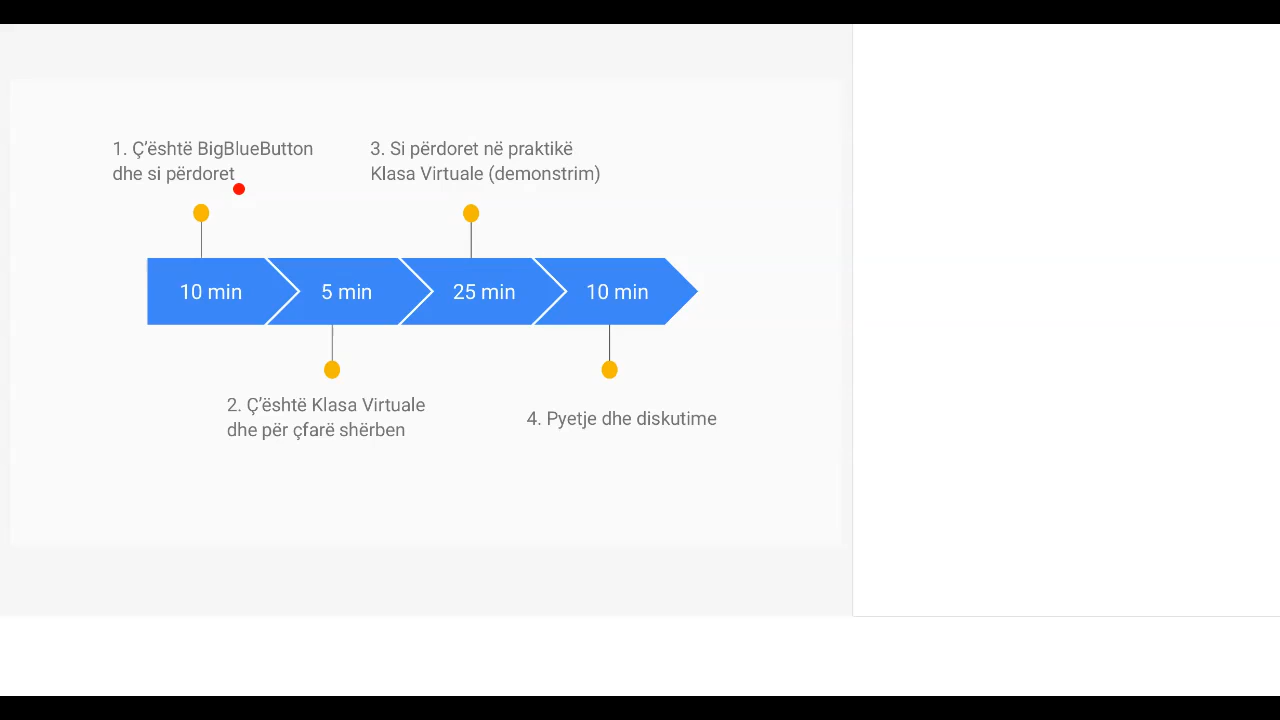 1. Ç’është BigBlueButton
dhe si përdoret
3. Si përdoret në praktikë
Klasa Virtuale (demonstrim)
10 min
5 min
25 min
10 min
2. Ç’është Klasa Virtuale
dhe për çfarë shërben
4. Pyetje dhe diskutime